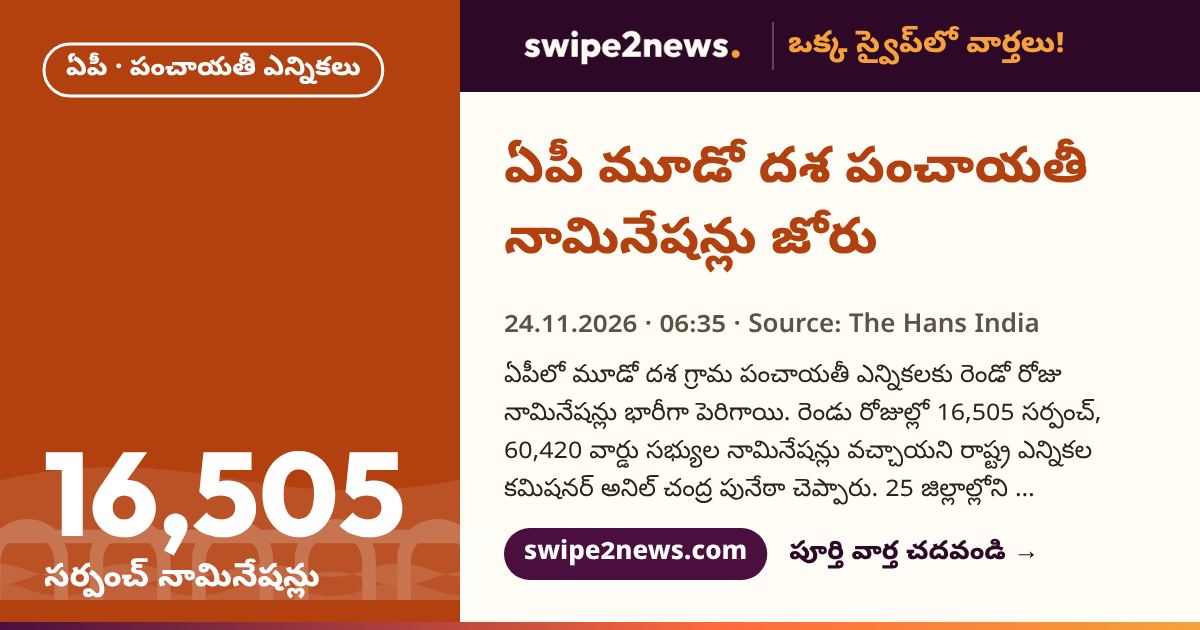 ఏపీ · పంచాయతీ ఎన్నికలు
16,505
సర్పంచ్ నామినేషన్లు
swipe2news.
ఒక్క స్వైప్‌లో వార్తలు!
ఏపీ మూడో దశ పంచాయతీ
నామినేషన్లు జోరు
24.11.2026 · 06:35 · Source: The Hans India
ఏపీలో మూడో దశ గ్రామ పంచాయతీ ఎన్నికలకు రెండో రోజు
నామినేషన్లు భారీగా పెరిగాయి. రెండు రోజుల్లో 16,505 సర్పంచ్,
60,420 వార్డు సభ్యుల నామినేషన్లు వచ్చాయని రాష్ట్ర ఎన్నికల
కమిషనర్ అనిల్ చంద్ర పునేఠా చెప్పారు. 25 జిల్లాల్లోని ...
swipe2news.com
పూర్తి వార్త చదవండి →